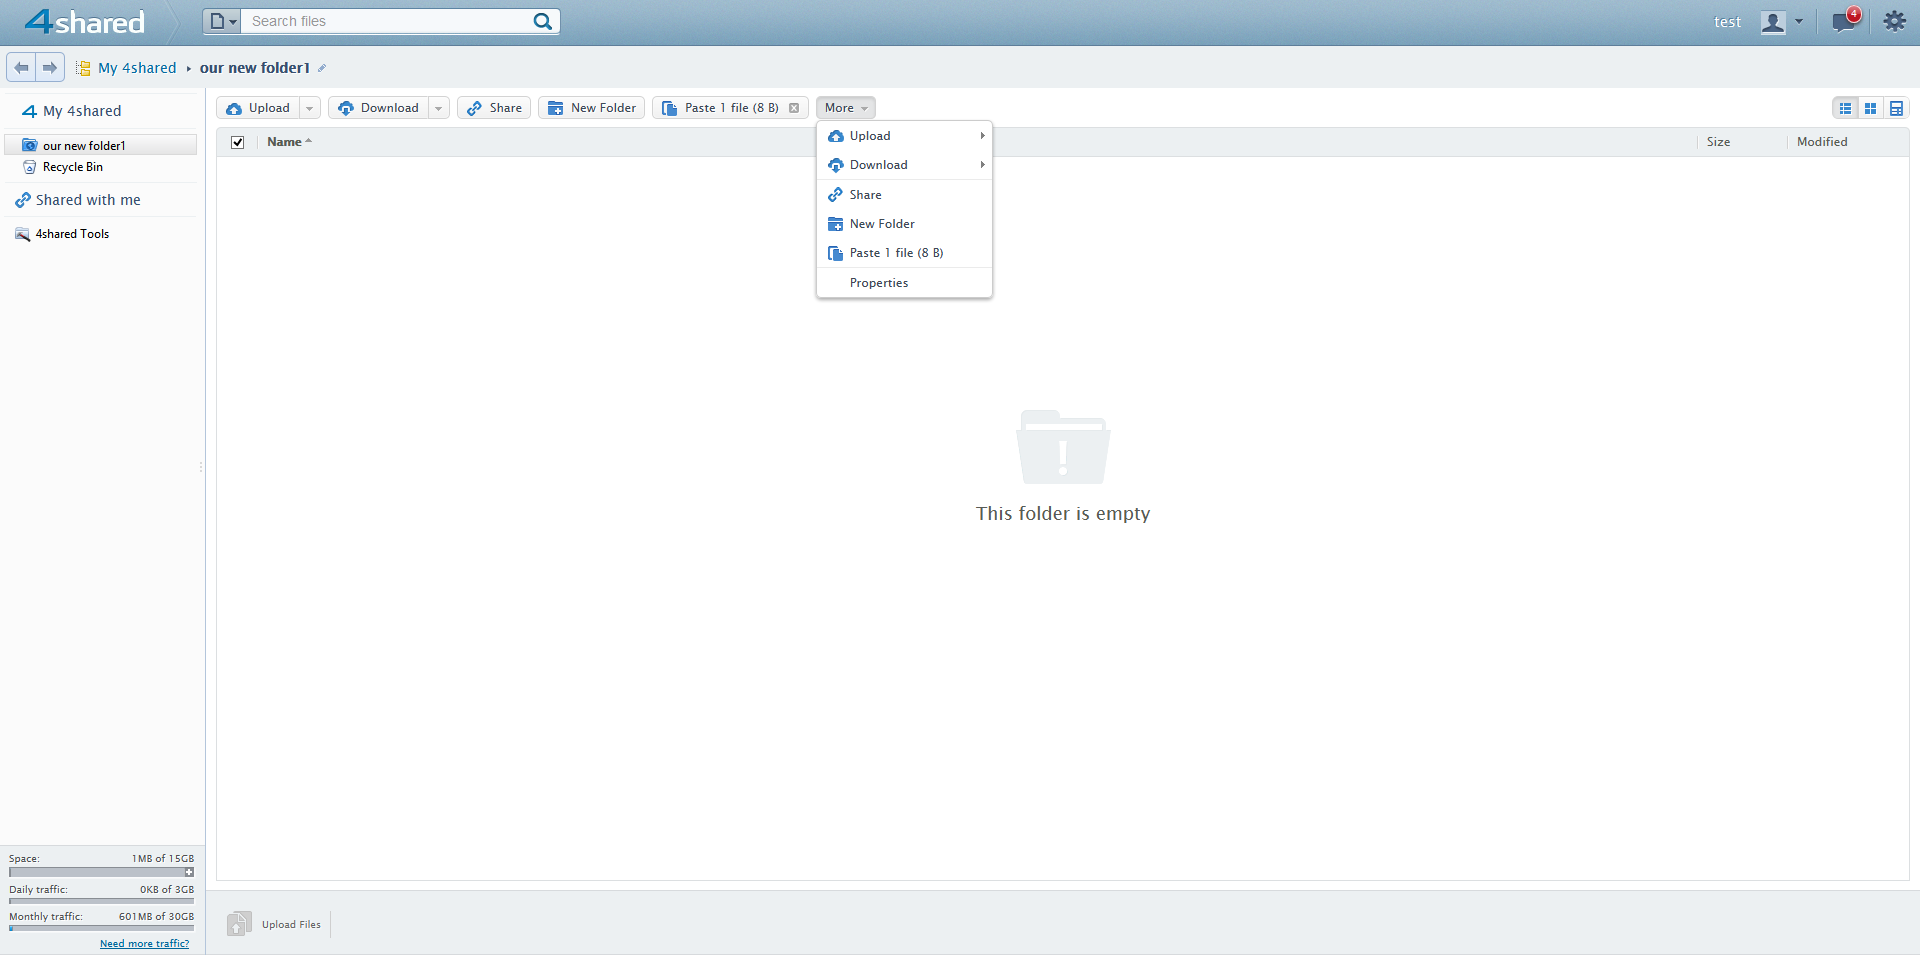 4shared
Search files
test
4
My 4shared
our new folder1
4 My 4shared
our new folder1
Recycle Bin
Shared with me
4shared Tools
Upload
Download
Share
New Folder
Paste 1 file (8 B)
More
Name
Size
Modified
Upload
Download
Share
New Folder
Paste 1 file (8 B)
Properties
This folder is empty
Space: 1MB of 15GB
Daily traffic: 0KB of 3GB
Monthly traffic: 601MB of 30GB
Need more traffic?
Upload Files